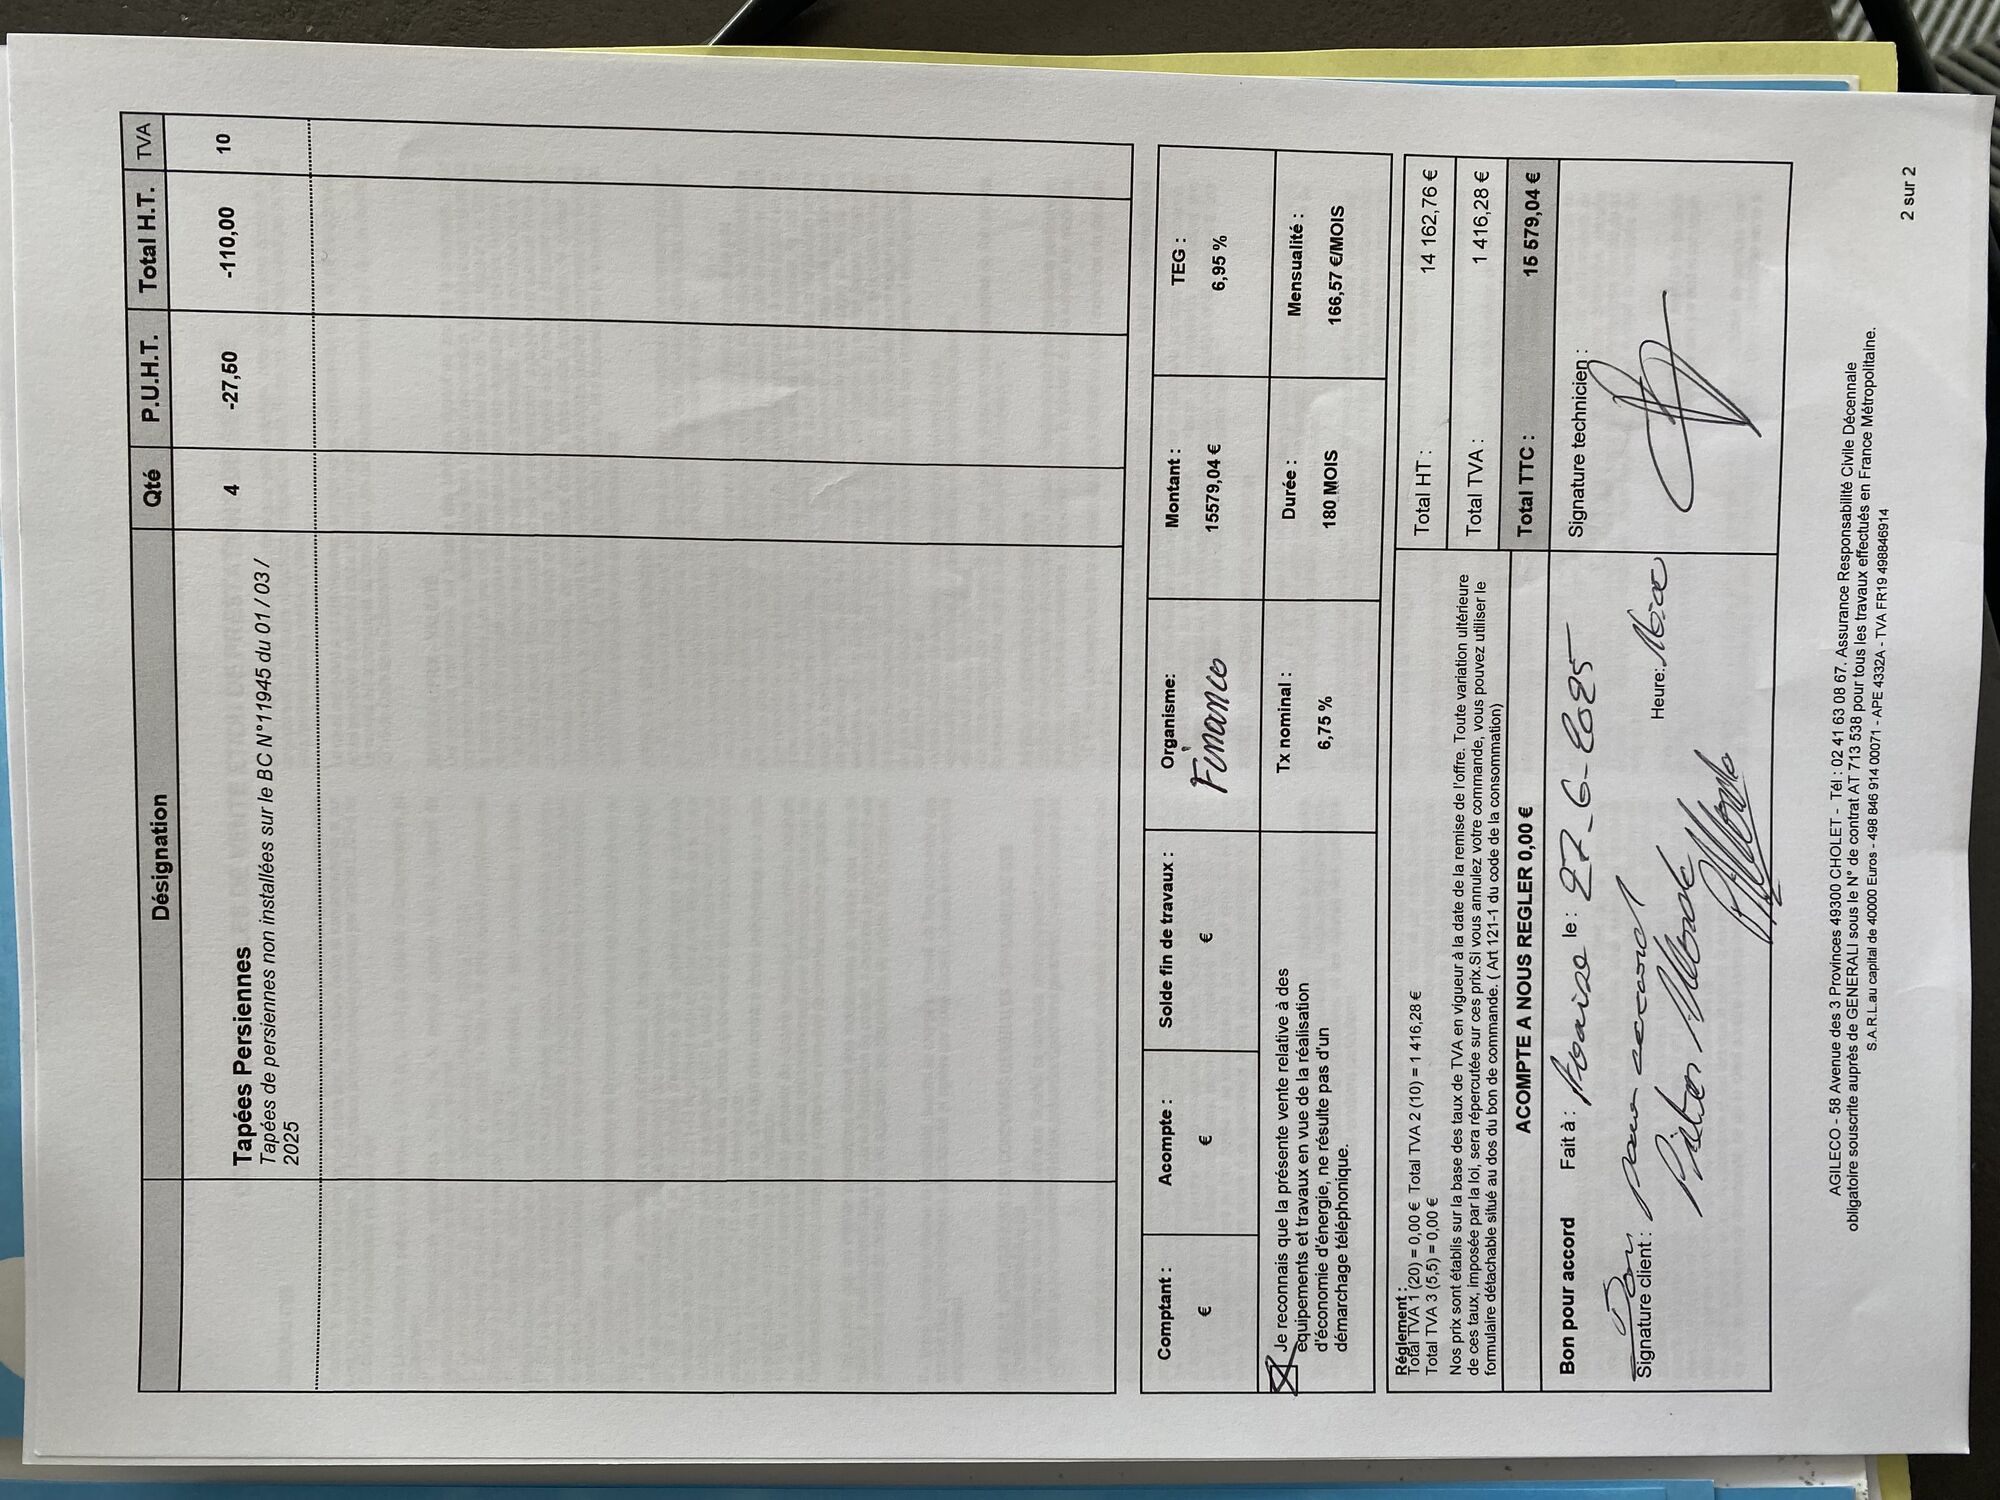 Désignation Qté P.U.H.T. Total H.T. TVA
Tapées Persiennes 4 -27,50 -110,00 10
Tapées de persiennes non installées sur le BC N°11945 du 01 / 03 /
2025
Comptant : Acompte : Solde fin de travaux : Organisme: Montant : TEG :
€ € € Financo 15579,04 € 6,95 %
Je reconnais que la présente vente relative à des
équipements et travaux en vue de la réalisation
d'économie d'énergie, ne résulte pas d'un
démarchage téléphonique.
Tx nominal : Durée : Mensualité :
6,75 % 180 MOIS 166,57 €/MOIS
Réglement :
Total TVA 1 (20) = 0,00 € Total TVA 2 (10) = 1 416,28 €
Total TVA 3 (5,5) = 0,00 €
Nos prix sont établis sur la base des taux de TVA en vigueur à la date de la remise de l'offre. Toute variation ultérieure
de ces taux, imposée par la loi, sera répercutée sur ces prix.Si vous annulez votre commande, vous pouvez utiliser le
formulaire détachable situé au dos du bon de commande. ( Art 121-1 du code de la consommation)
Total HT : 14 162,76 €
Total TVA : 1 416,28 €
Total TTC : 15 579,04 €
ACOMPTE A NOUS REGLER 0,00 €
Bon pour accord Fait à : le : 27-6-2025
Heure:
Signature client : Bon pour accord
Signature technicien :
AGILECO - 58 Avenue des 3 Provinces 49300 CHOLET - Tél : 02 41 63 08 67. Assurance Responsabilité Civile Décennale
obligatoire souscrite auprès de GENERALI sous le N° de contrat AT 713 538 pour tous les travaux effectués en France Métropolitaine.
S.A.R.L.au capital de 40000 Euros - 498 846 914 00071 - APE 4332A - TVA FR19 498846914
2 sur 2